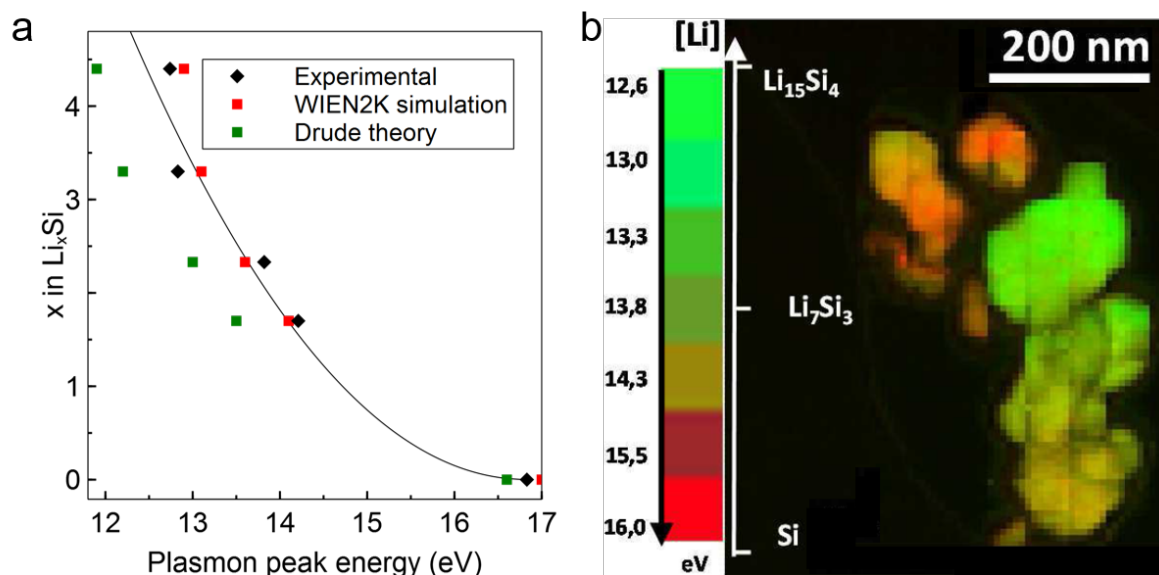 a
4
3
1
0
x in LiₓSi
Experimental
WIEN2K simulation
Drude theory
12 13 14 15 16 17
Plasmon peak energy (eV)
b
[Li]
12,6
13,0
13,3
13,8
14,3
15,5
16,0
eV
Li₁₅Si₄
Li₇Si₃
Si
200 nm